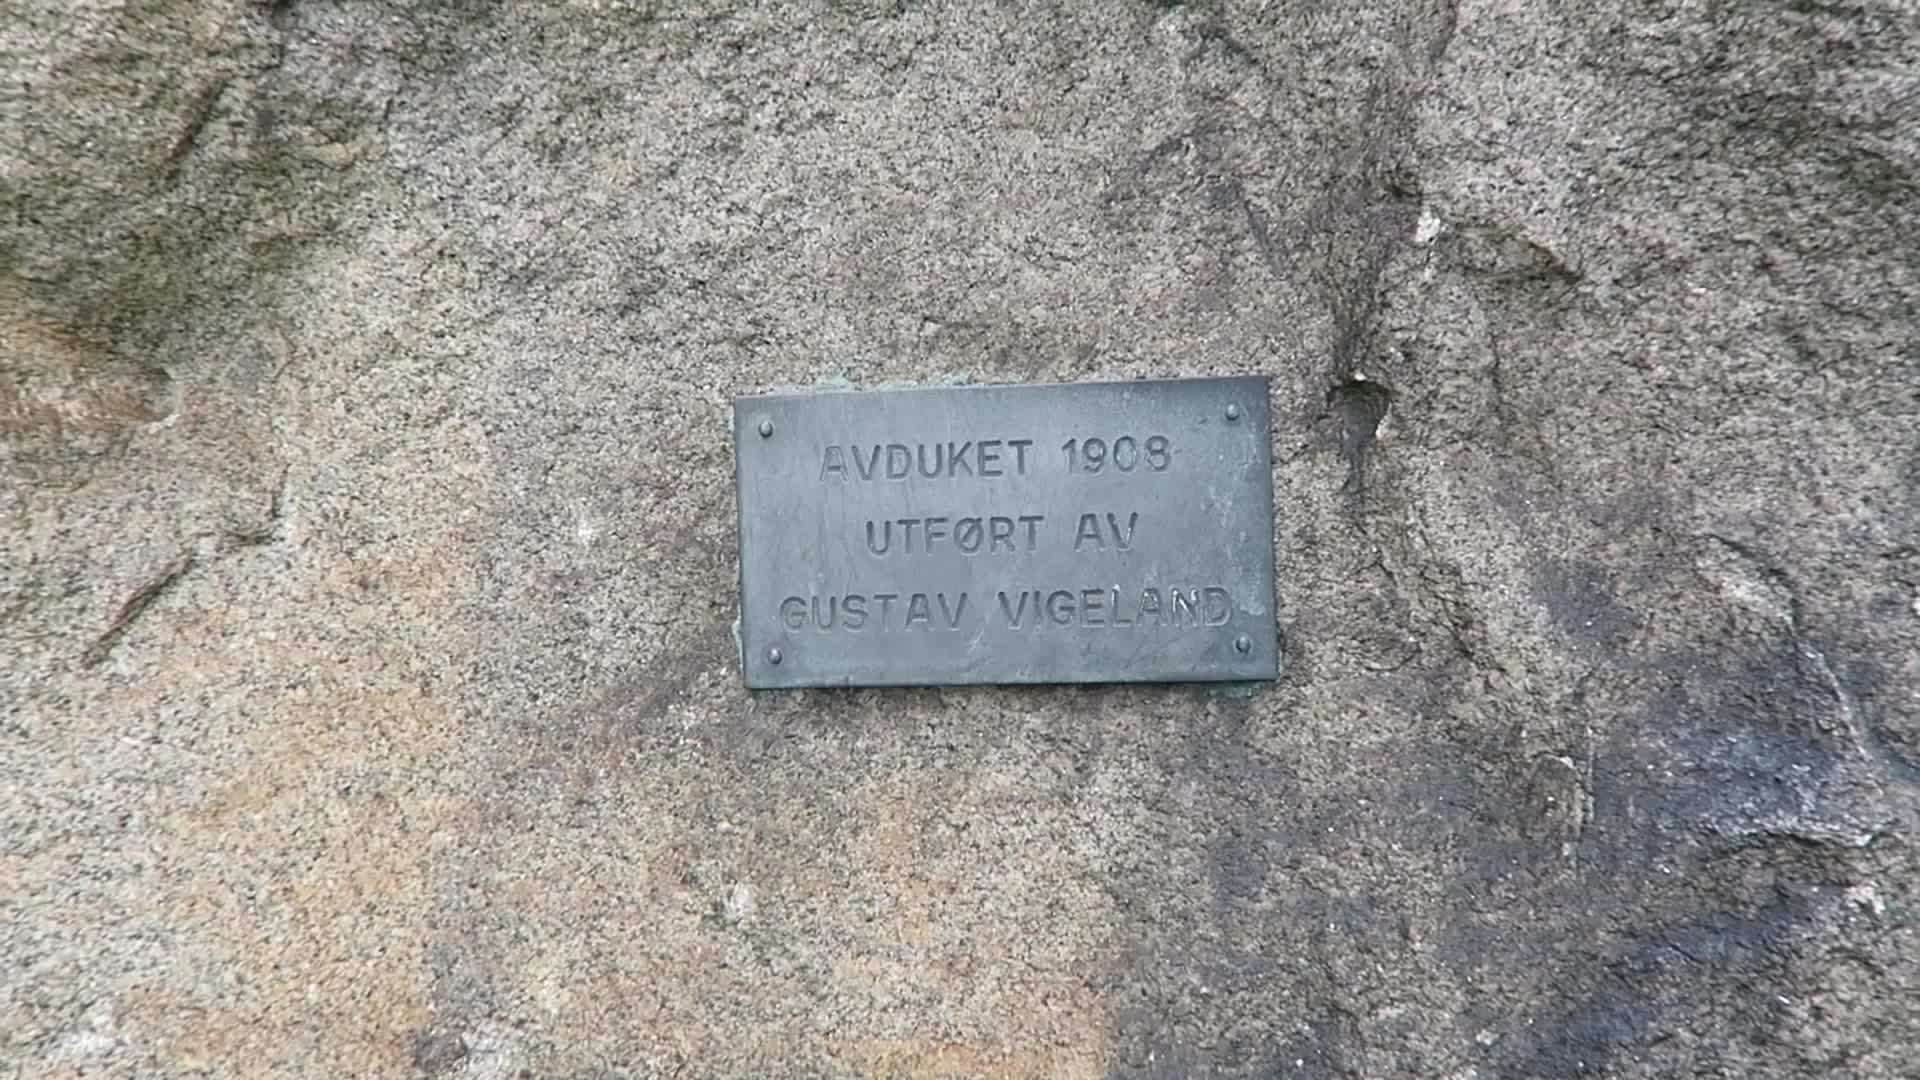 AVDUKET 1908
UTFØRT AV
GUSTAV VIGELAND